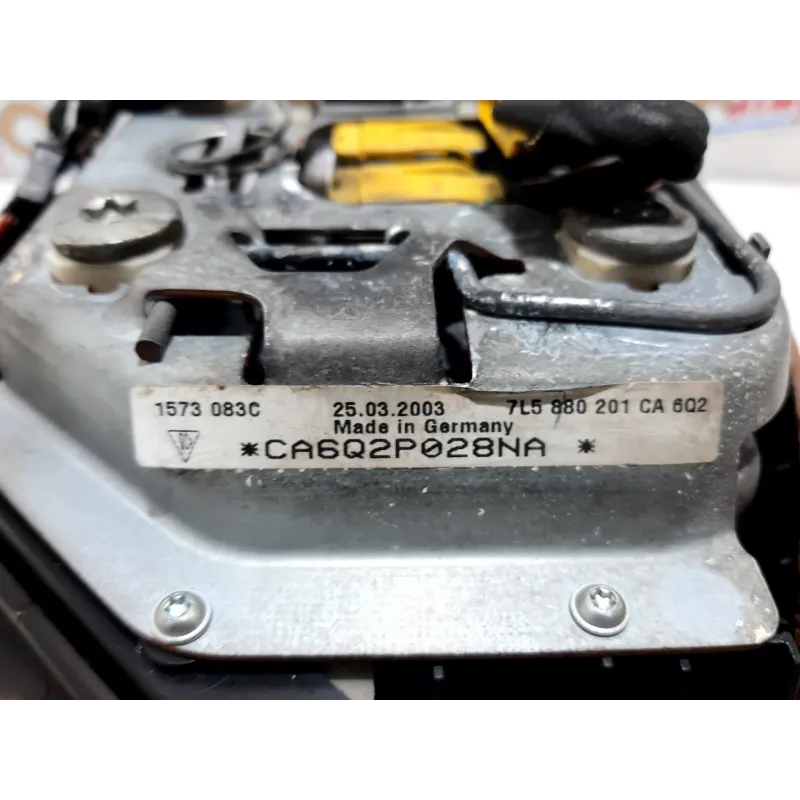 1573 083C 25.03.2003 7L5 880 201 CA 6Q2
Made in Germany
*CA6Q2P028NA *